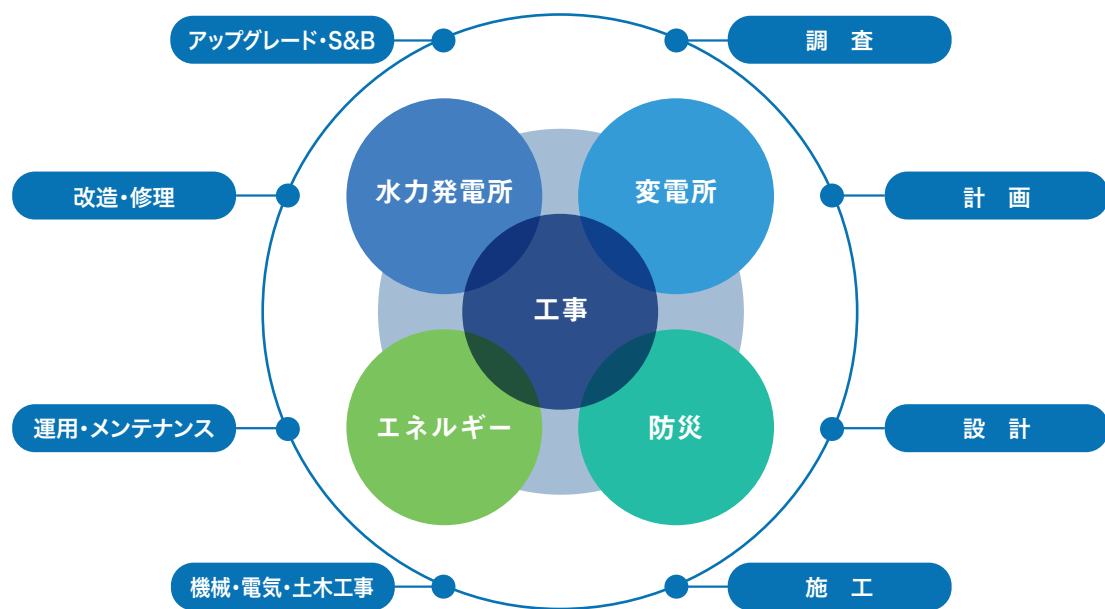 アップグレード・S&B
調　査
水力発電所
変電所
改造・修理
計　画
工事
エネルギー
防災
運用・メンテナンス
設　計
機械・電気・土木工事
施　工